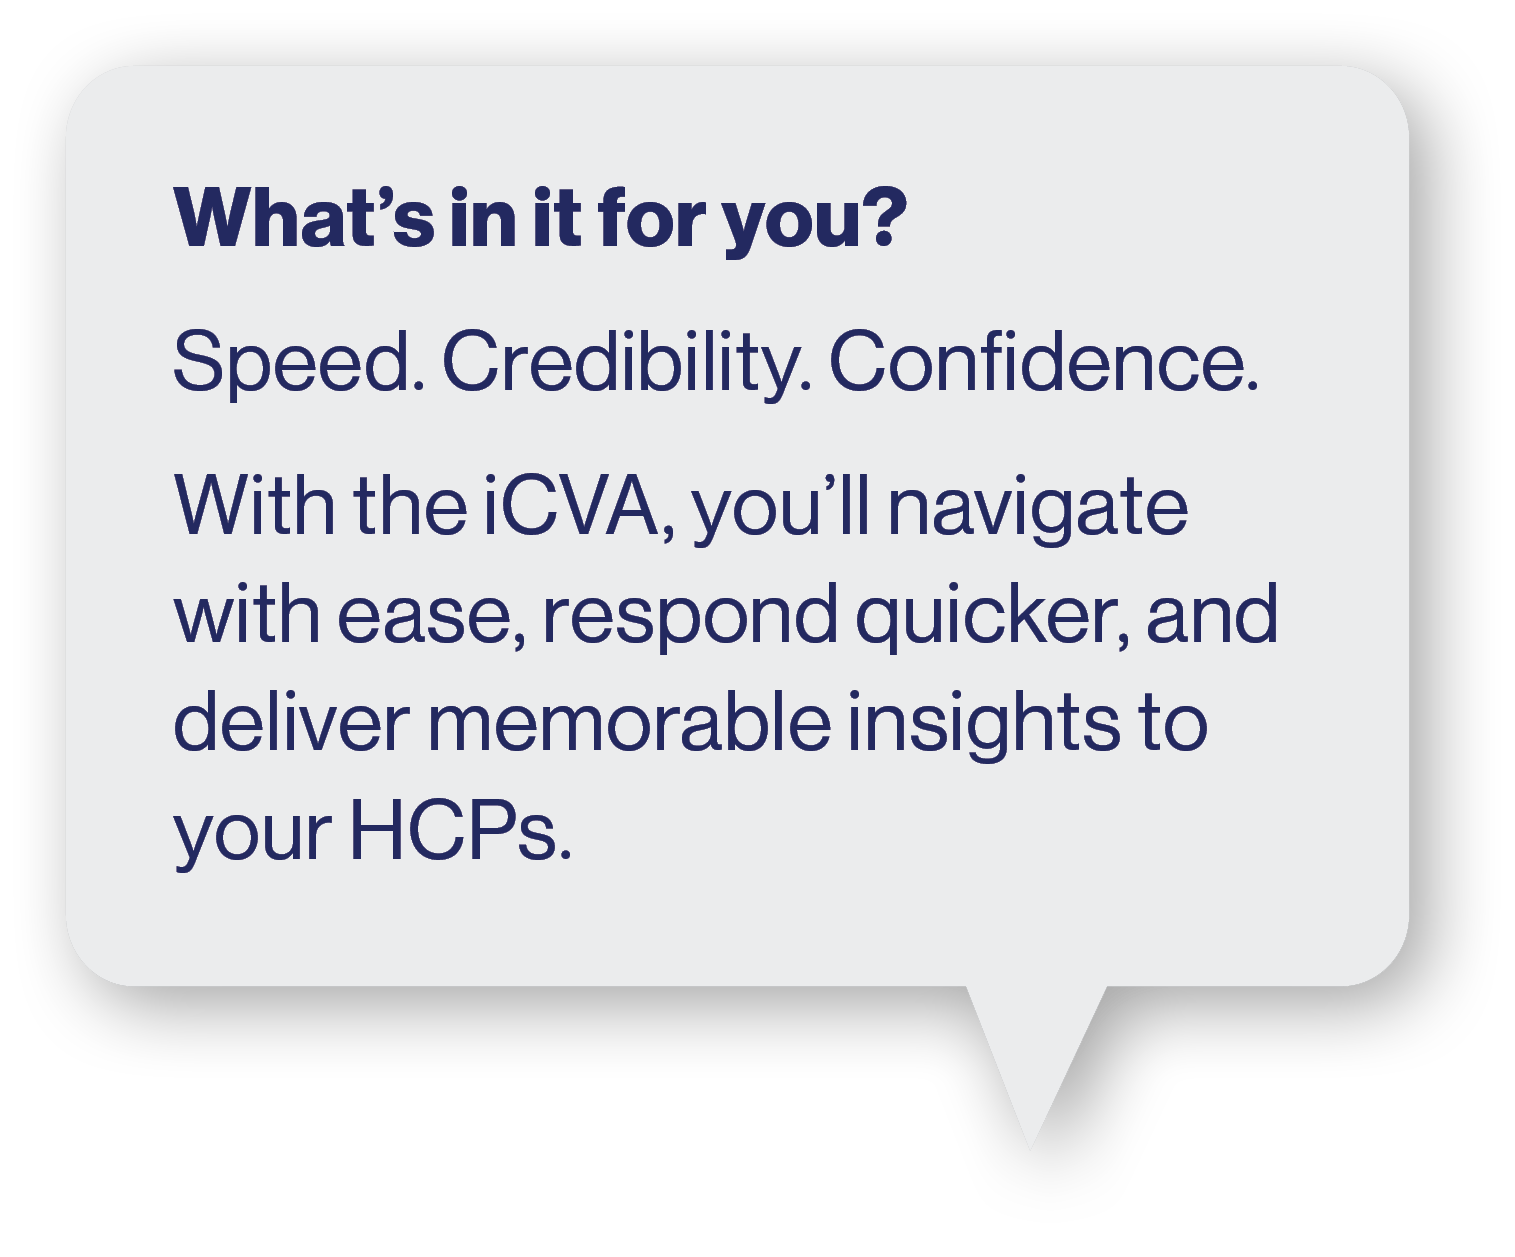 What’s in it for you?
Speed. Credibility. Confidence.
With the iCVA, you’ll navigate
with ease, respond quicker, and
deliver memorable insights to
your HCPs.